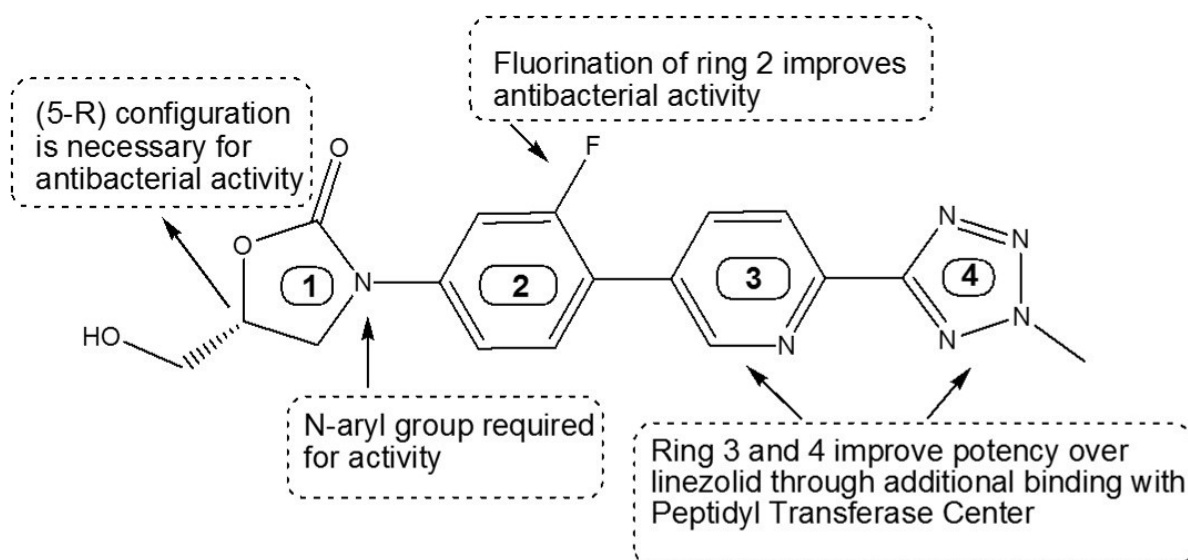 Fluorination of ring 2 improves
antibacterial activity
(5-R) configuration
is necessary for
antibacterial activity
O
F
O
N
HO
1
2
3
4
N
N
N
N
N
N-aryl group required
for activity
Ring 3 and 4 improve potency over
linezolid through additional binding with
Peptidyl Transferase Center